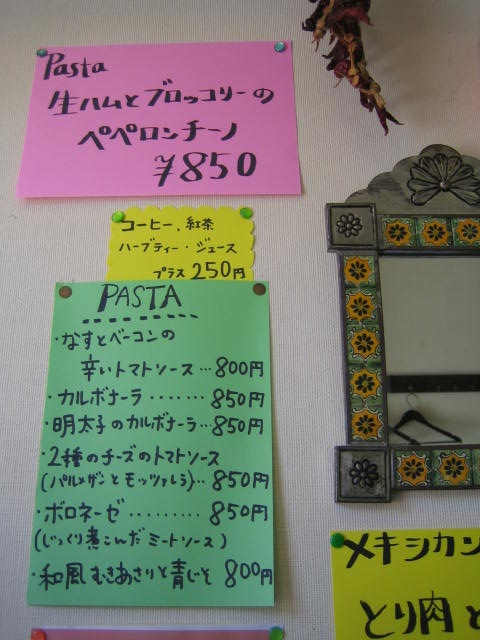 Pasta
生ハムとブロッコリーの
ペペロンチーノ
¥850
コーヒー．紅茶
ハーブティー・ジュース
プラス 250円
PASTA
・なすとベーコンの
辛いトマトソース…800円
・カルボナーラ．．．．．．．850円
・明太子のカルボナーラ…850円
・2種のチーズのトマトソース
(パルメザンとモッツァレラ)…850円
・ボロネーゼ．．．．．．．．．850円
(じっくり煮こんだミートソース)
・和風むきあさりと青じそ 800円
メキシカン
とり肉と